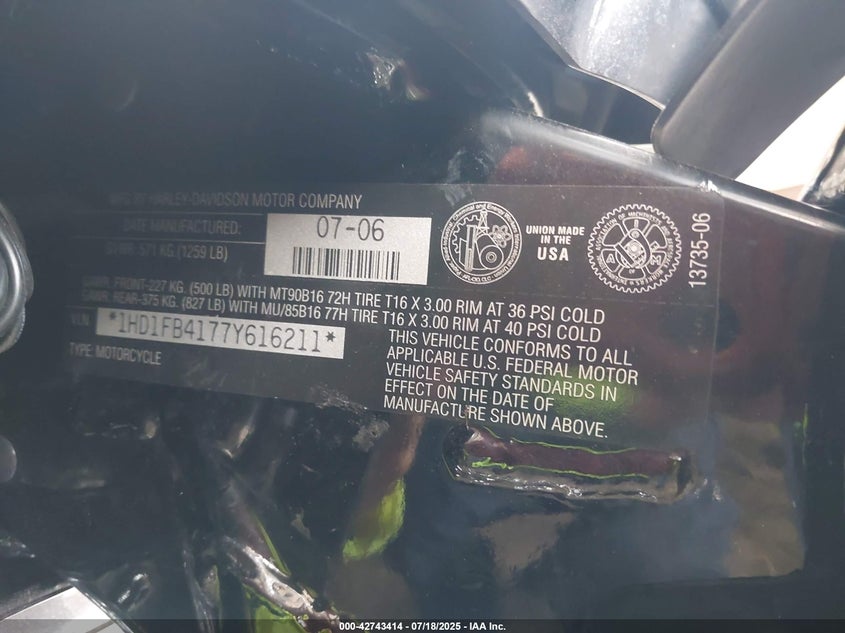 MFG BY HARLEY-DAVIDSON MOTOR COMPANY
DATE MANUFACTURED:
07-06
GVWR: 571 KG (1259 LB)
UNION MADE
IN THE
USA
13735-06
GAWR: FRONT-227 KG. (500 LB) WITH MT90B16 72H TIRE T16 X 3.00 RIM AT 36 PSI COLD
GAWR: REAR-375 KG. (827 LB) WITH MU/85B16 77H TIRE T16 X 3.00 RIM AT 40 PSI COLD
V.I.N. *1HD1FB4177Y616211*
TYPE: MOTORCYCLE
THIS VEHICLE CONFORMS TO ALL
APPLICABLE U.S. FEDERAL MOTOR
VEHICLE SAFETY STANDARDS IN
EFFECT ON THE DATE OF
MANUFACTURE SHOWN ABOVE.
000-42743414 - 07/18/2025 - IAA Inc.